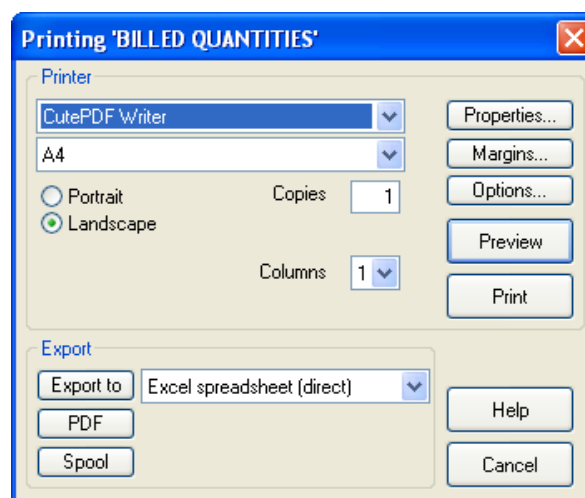 Printing 'BILLED QUANTITIES'
Printer
CutePDF Writer
Properties...
A4
Margins...
Portrait
Copies
1
Options...
Landscape
Preview
Columns
1
Print
Export
Export to
Excel spreadsheet (direct)
Help
PDF
Spool
Cancel